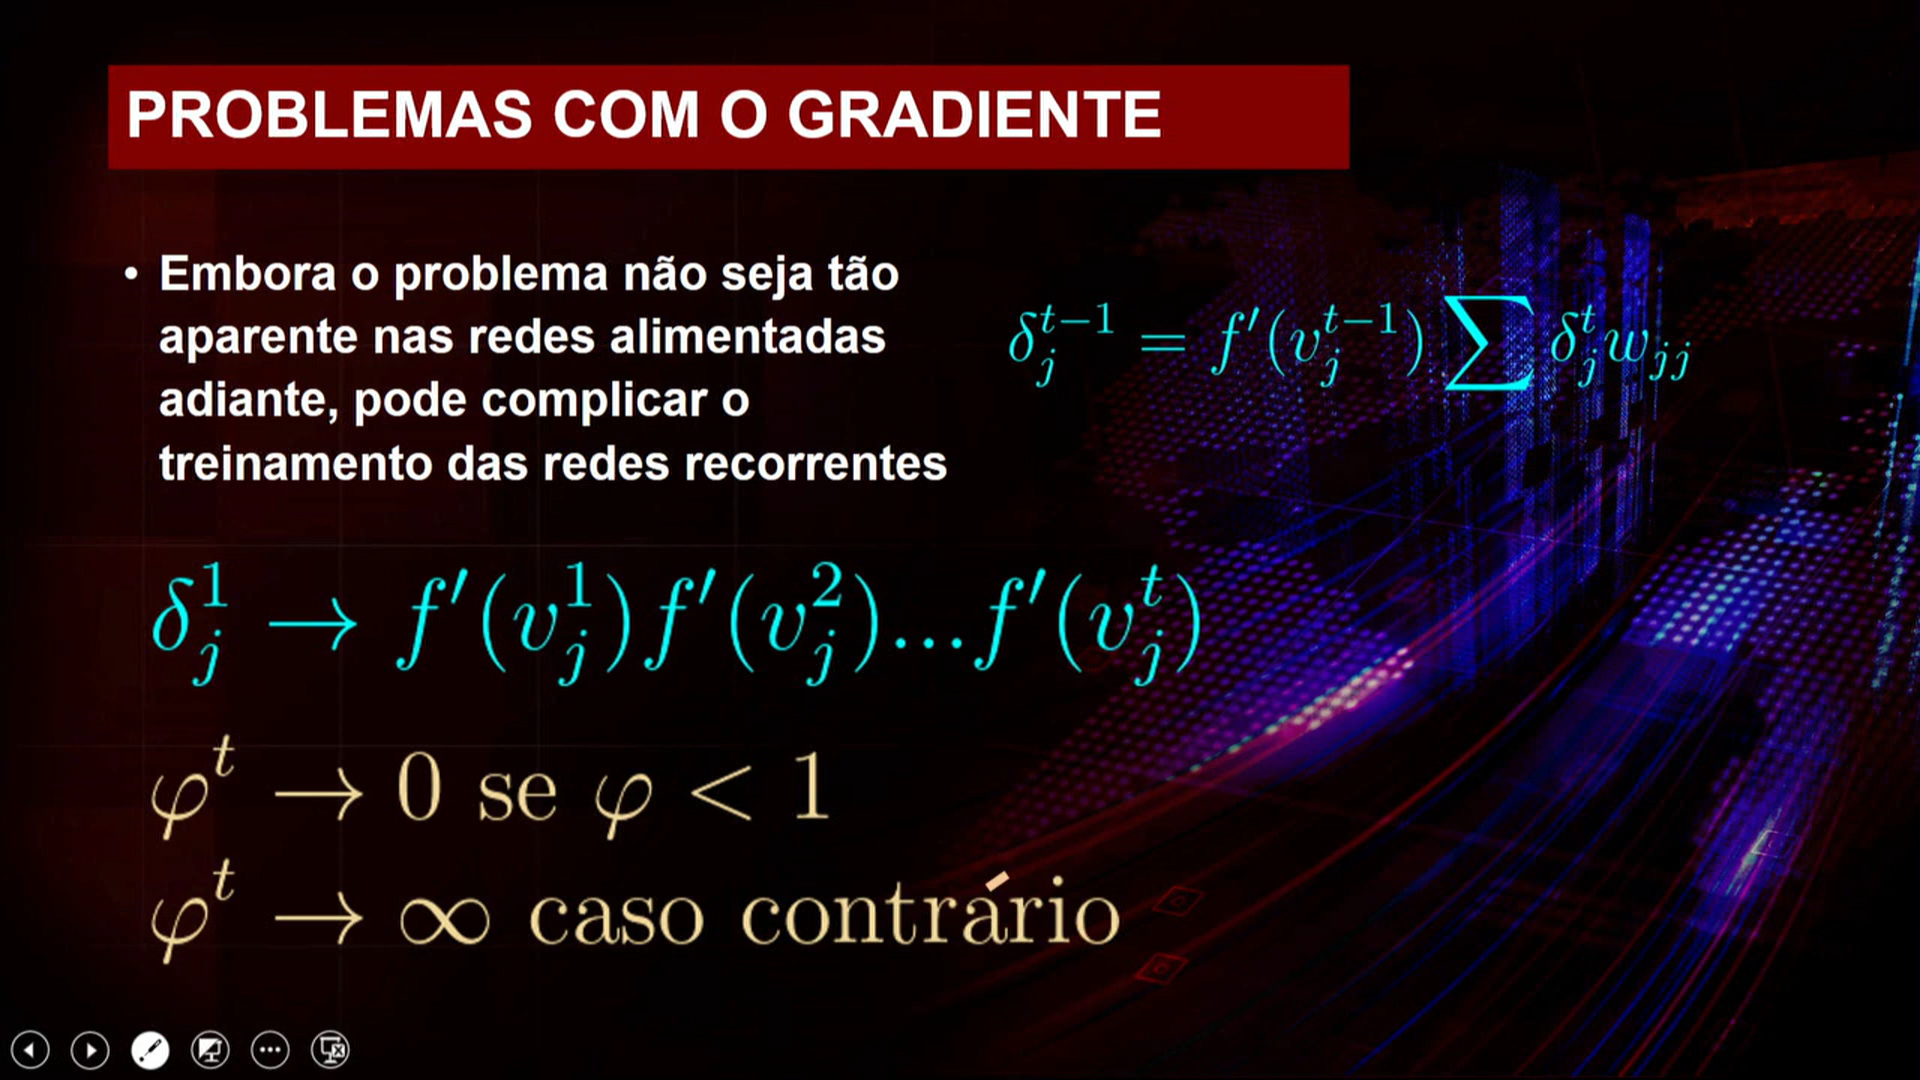 PROBLEMAS COM O GRADIENTE
• Embora o problema não seja tão
aparente nas redes alimentadas
adiante, pode complicar o
treinamento das redes recorrentes
δ_j^{t−1} = f′(v_j^{t−1}) ∑ δ_j^t w_{jj}
δ_j^1 → f′(v_j^1)f′(v_j^2)...f′(v_j^t)
φ^t → 0 se φ < 1
φ^t → ∞ caso contrário